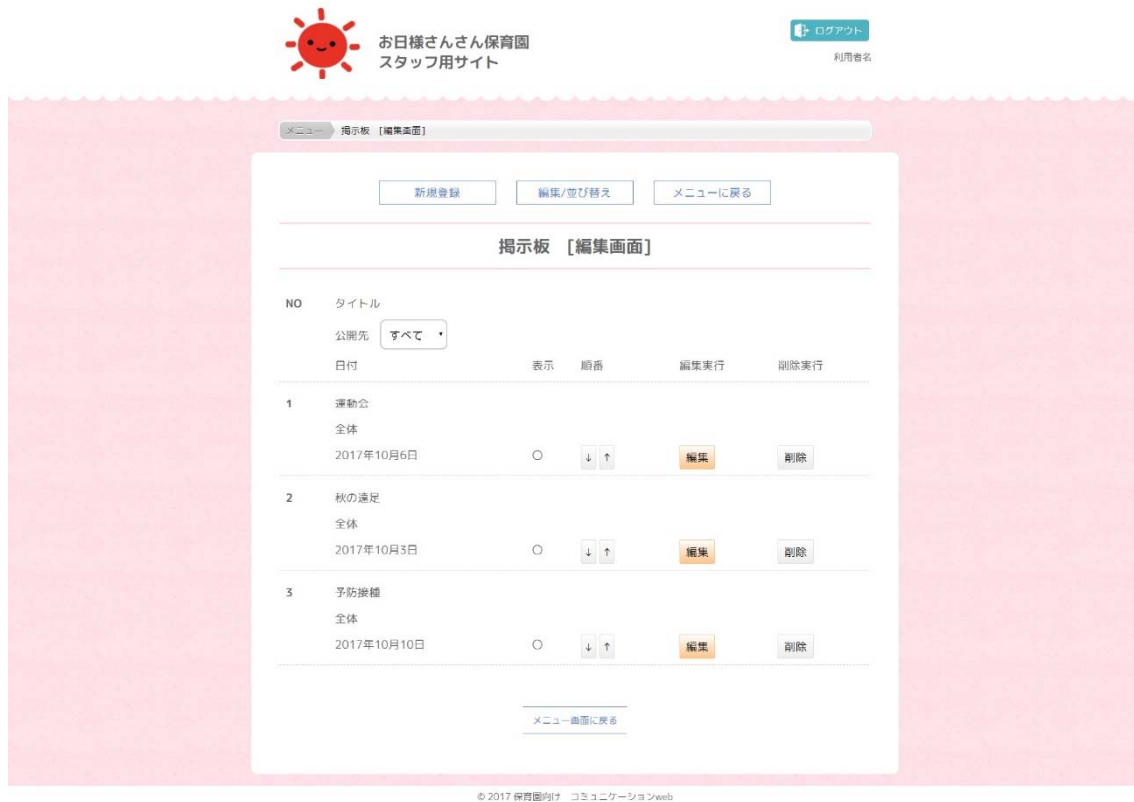 お日様さんさん保育園
スタッフ用サイト
ログアウト
利用者名
メニュー 掲示板 [編集画面]
新規登録 編集/並び替え メニューに戻る
掲示板 [編集画面]
NO タイトル
公開先 すべて
日付 表示 順番 編集実行 削除実行
1 運動会
全体
2017年10月6日 ○ ↓ ↑ 編集 削除
2 秋の遠足
全体
2017年10月3日 ○ ↓ ↑ 編集 削除
3 予防接種
全体
2017年10月10日 ○ ↓ ↑ 編集 削除
メニュー画面に戻る
© 2017 保育園向け コミュニケーションweb